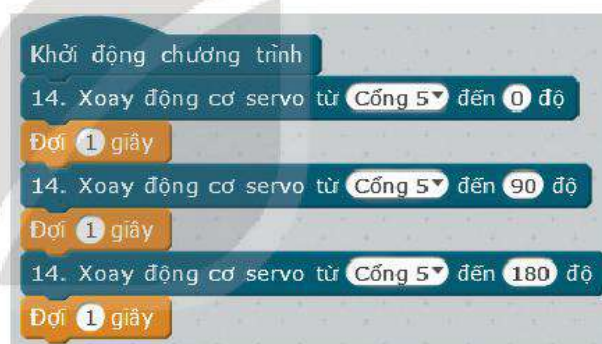 Khởi động chương trình
14. Xoay động cơ servo từ Cổng 5 đến 0 độ
Đợi 1 giây
14. Xoay động cơ servo từ Cổng 5 đến 90 độ
Đợi 1 giây
14. Xoay động cơ servo từ Cổng 5 đến 180 độ
Đợi 1 giây